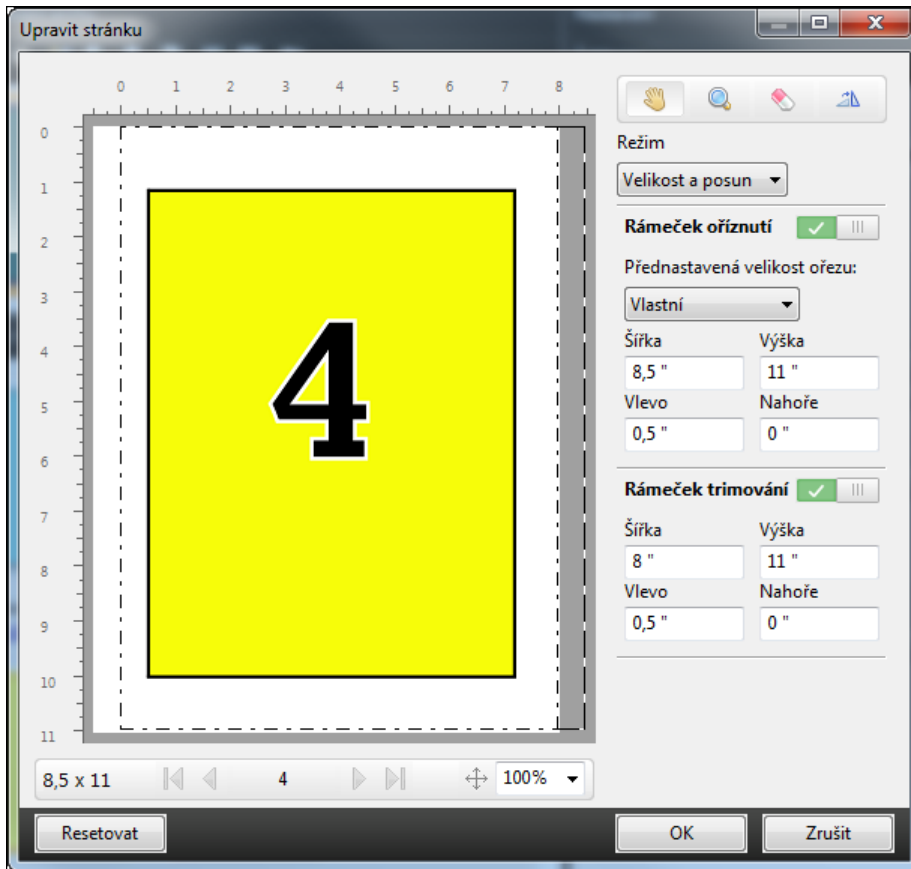 Upravit stránku
0 1 2 3 4 5 6 7 8
0
1
2
3
4
5
6
7
8
9
10
11
4
8,5 x 11
4
100%
Režim
Velikost a posun
Rámeček oříznutí
Přednastavená velikost ořezu:
Vlastní
Šířka Výška
8,5 " 11 "
Vlevo Nahoře
0,5 " 0 "
Rámeček trimování
Šířka Výška
8 " 11 "
Vlevo Nahoře
0,5 " 0 "
Resetovat OK Zrušit